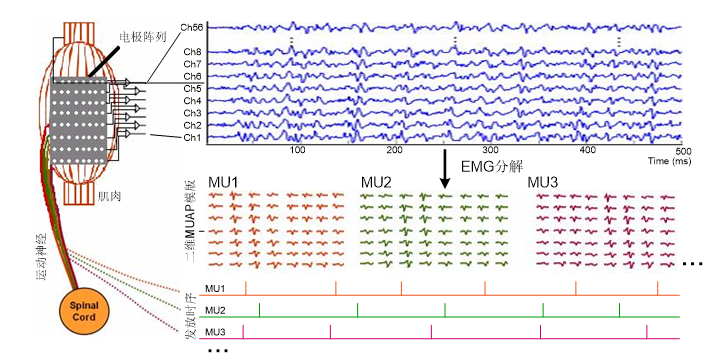 电极阵列
肌肉
运动神经
Spinal
Cord
Ch56
Ch8
Ch7
Ch6
Ch5
Ch4
Ch3
Ch2
Ch1
100
200
300
400
500
Time (ms)
EMG分解
二维MUAP模版
MU1
MU2
MU3
...
发放时序
MU1
MU2
MU3
...